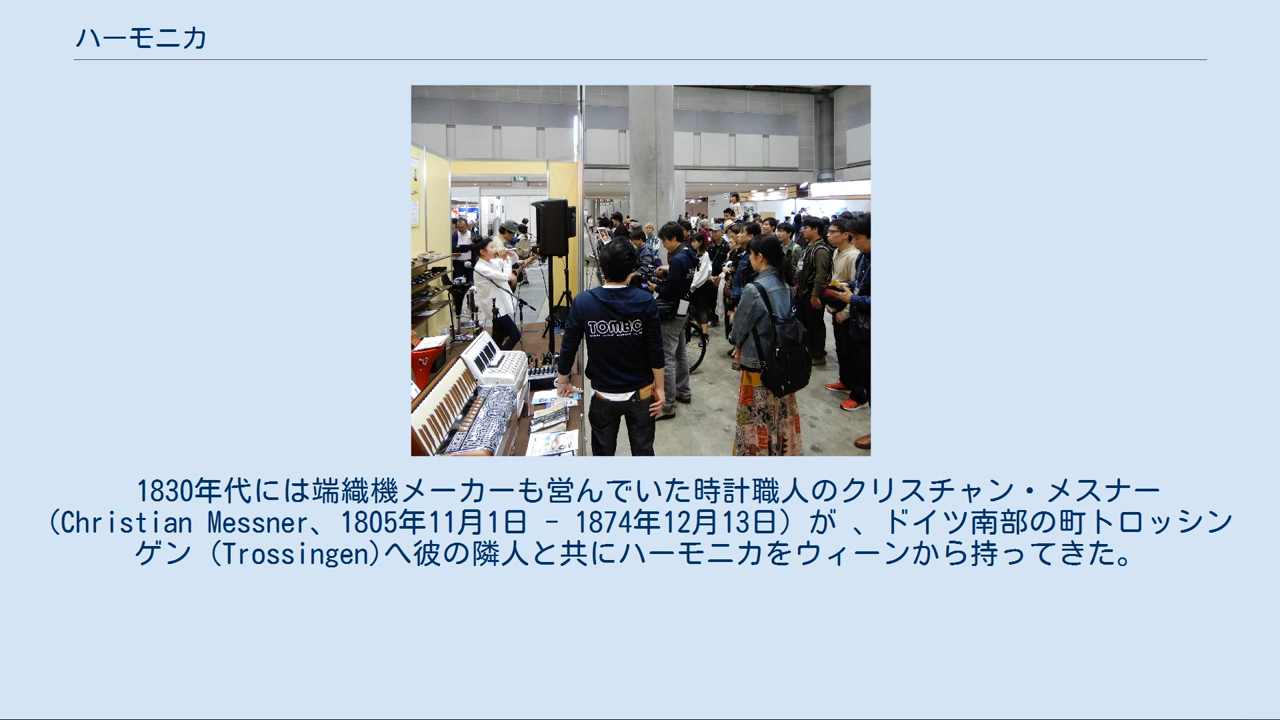 ハーモニカ
TOMBO
1830年代には端織機メーカーも営んでいた時計職人のクリスチャン・メスナー
(Christian Messner、1805年11月1日 - 1874年12月13日) が 、ドイツ南部の町トロッシン
ゲン (Trossingen)へ彼の隣人と共にハーモニカをウィーンから持ってきた。